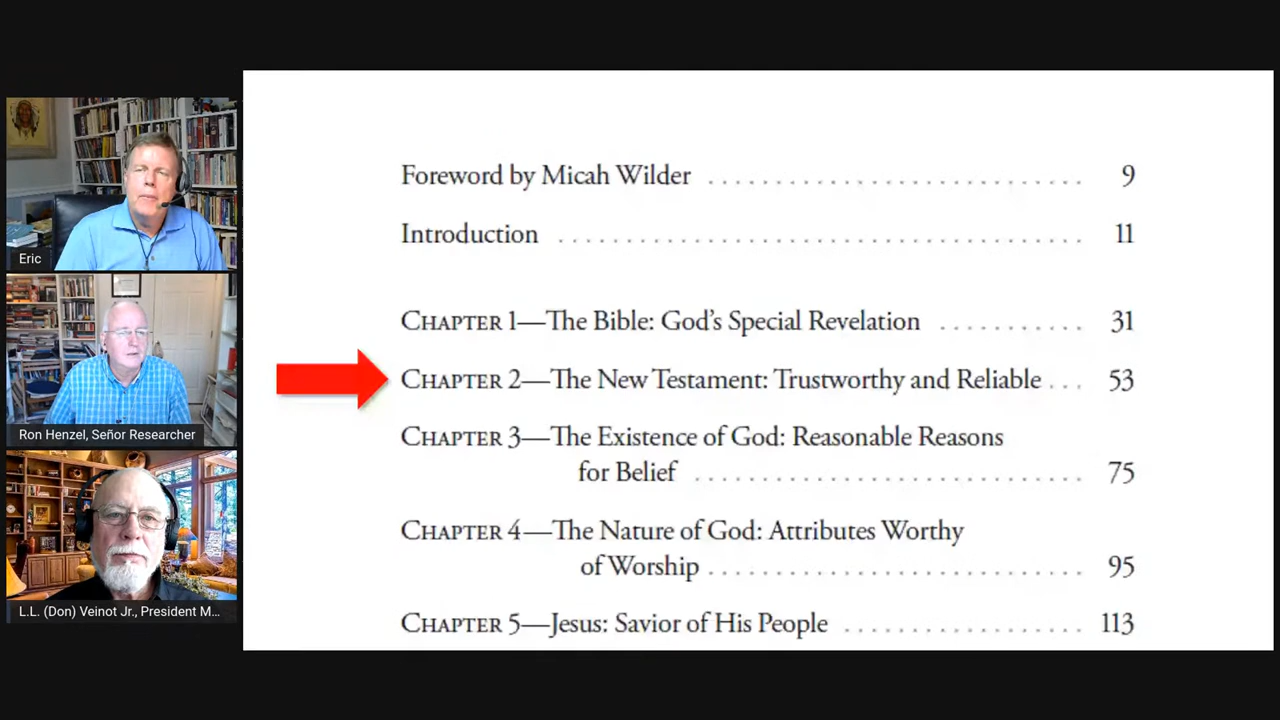 Foreword by Micah Wilder . . . . . . . . . . . . . . . . . . . . . . . . . . . . 9
Introduction . . . . . . . . . . . . . . . . . . . . . . . . . . . . . . . . . . . . . . . 11
CHAPTER 1—The Bible: God's Special Revelation . . . . . . . . . . . 31
CHAPTER 2—The New Testament: Trustworthy and Reliable . . . 53
CHAPTER 3—The Existence of God: Reasonable Reasons
for Belief . . . . . . . . . . . . . . . . . . . . . . . . . . . . . 75
CHAPTER 4—The Nature of God: Attributes Worthy
of Worship . . . . . . . . . . . . . . . . . . . . . . . . . . . . 95
CHAPTER 5—Jesus: Savior of His People . . . . . . . . . . . . . . . . . . 113
Eric
Ron Henzel, Señor Researcher
L.L. (Don) Veinot Jr., President M...